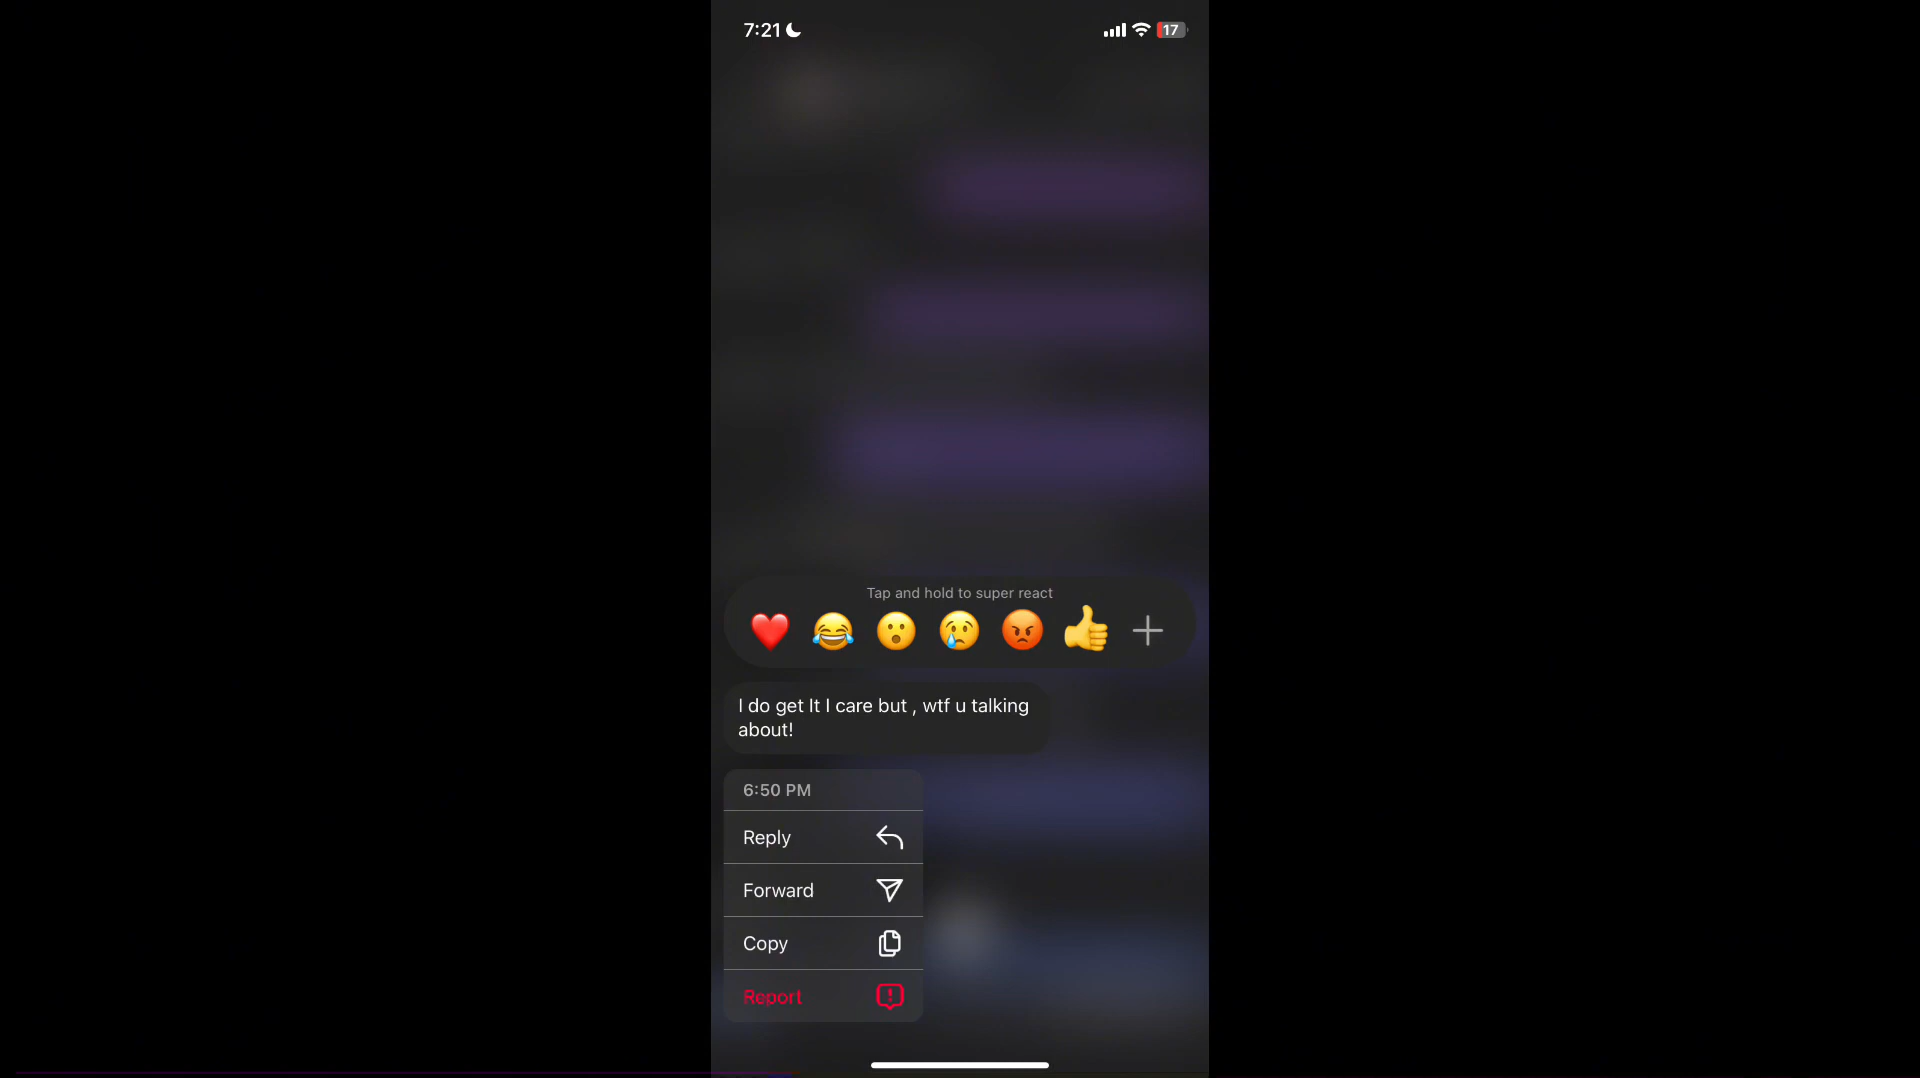 7:21
17
Tap and hold to super react
I do get It I care but , wtf u talking
about!
6:50 PM
Reply
Forward
Copy
Report